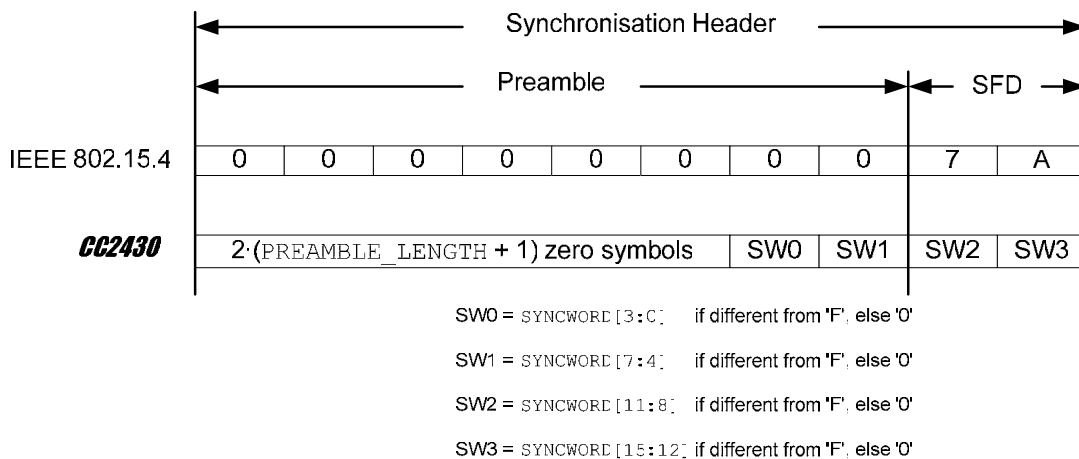 Synchronisation Header
Preamble SFD
IEEE 802.15.4 0 0 0 0 0 0 0 0 7 A
CC2430 2·(PREAMBLE_LENGTH + 1) zero symbols SW0 SW1 SW2 SW3
SW0 = SYNCWORD[3:0] if different from 'F', else '0'
SW1 = SYNCWORD[7:4] if different from 'F', else '0'
SW2 = SYNCWORD[11:8] if different from 'F', else '0'
SW3 = SYNCWORD[15:12] if different from 'F', else '0'